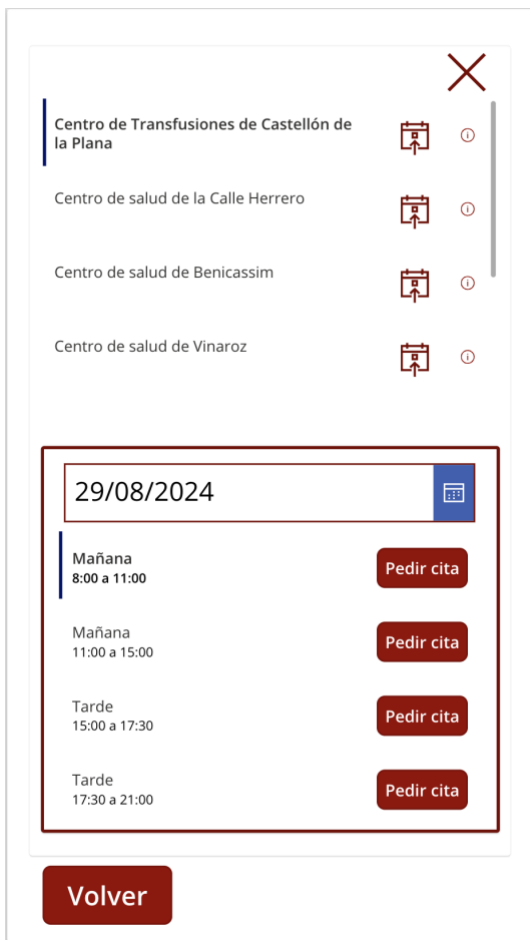 Centro de Transfusiones de Castellón de
la Plana
Centro de salud de la Calle Herrero
Centro de salud de Benicassim
Centro de salud de Vinaroz
29/08/2024
Mañana
8:00 a 11:00
Pedir cita
Mañana
11:00 a 15:00
Pedir cita
Tarde
15:00 a 17:30
Pedir cita
Tarde
17:30 a 21:00
Pedir cita
Volver